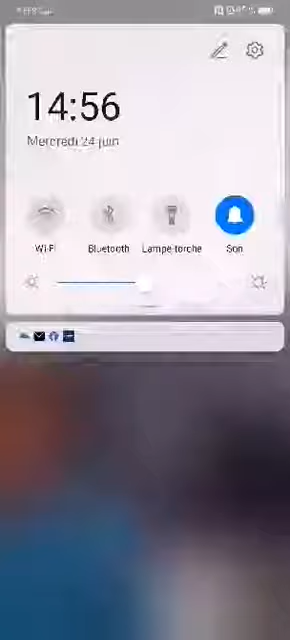 14:56
Mercredi 24 juin
Wi-Fi
Bluetooth
Lampe torche
Son